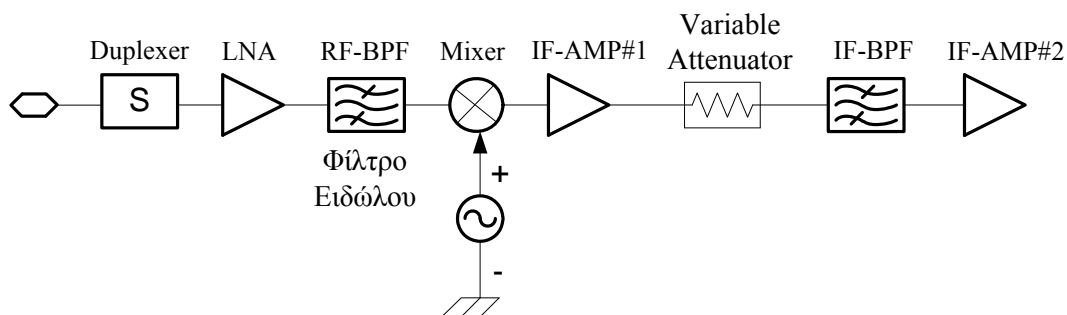 Duplexer
S
LNA
RF-BPF
Φίλτρο
Ειδώλου
Mixer
+
-
IF-AMP#1
Variable
Attenuator
IF-BPF
IF-AMP#2